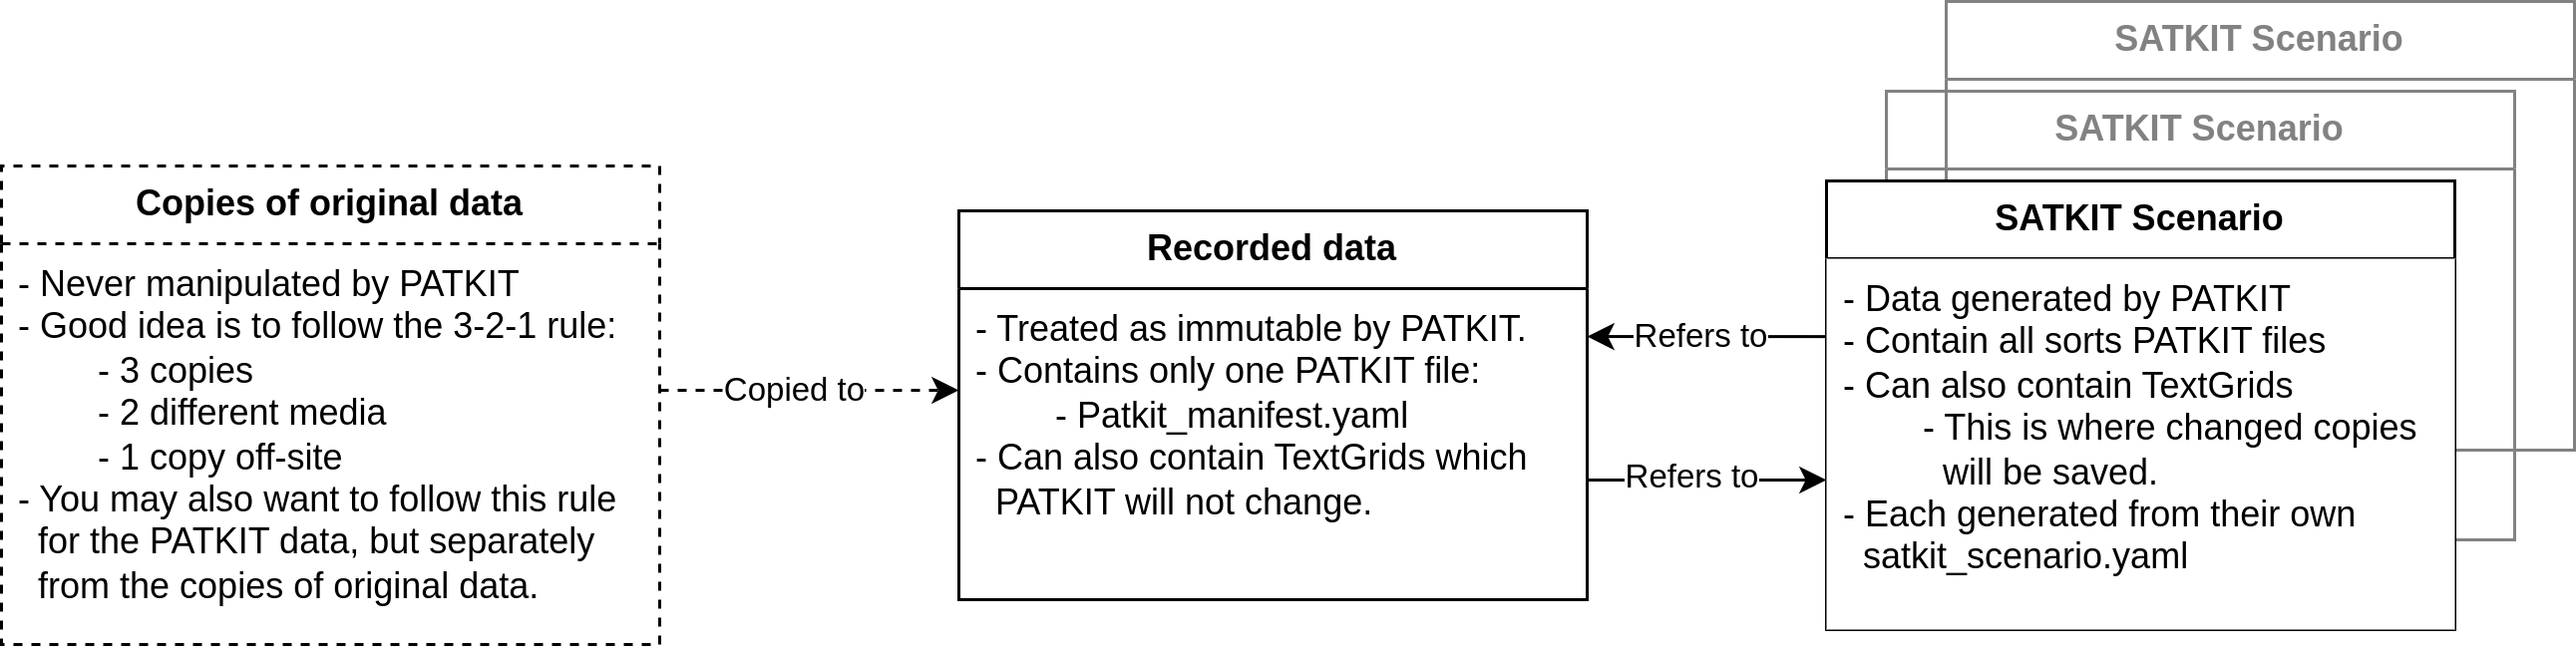 Copies of original data
- Never manipulated by PATKIT
- Good idea is to follow the 3-2-1 rule:
- 3 copies
- 2 different media
- 1 copy off-site
- You may also want to follow this rule
for the PATKIT data, but separately
from the copies of original data.
Copied to
Recorded data
- Treated as immutable by PATKIT.
- Contains only one PATKIT file:
- Patkit_manifest.yaml
- Can also contain TextGrids which
PATKIT will not change.
Refers to
Refers to
SATKIT Scenario
SATKIT Scenario
SATKIT Scenario
- Data generated by PATKIT
- Contain all sorts PATKIT files
- Can also contain TextGrids
- This is where changed copies
will be saved.
- Each generated from their own
satkit_scenario.yaml